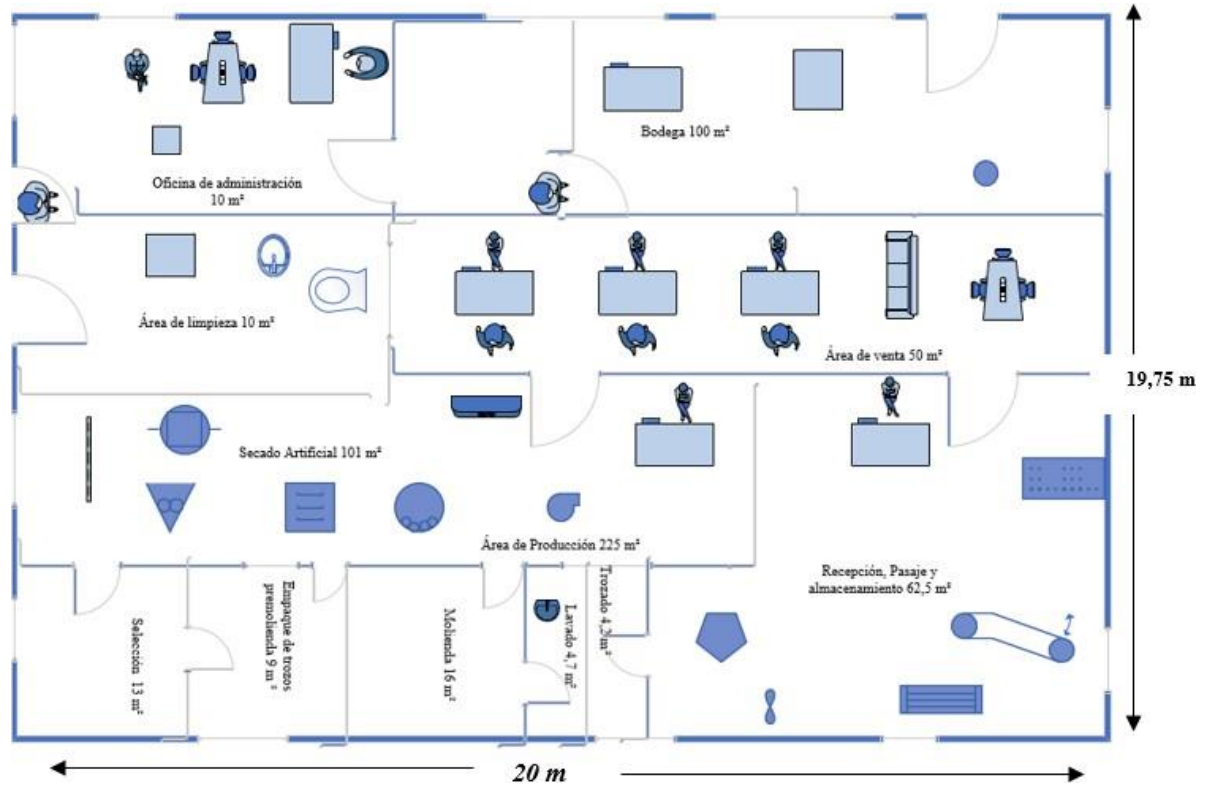 Bodega 100 m²
Oficina de administración
10 m²
Área de limpieza 10 m²
Área de venta 50 m²
19,75 m
Secado Artificial 101 m²
Área de Producción 225 m²
Recepción, Pasaje y
almacenamiento 62,5 m²
Selección 13 m²
Empaque de trozos
premolienda 9 m²
Molienda 16 m²
Lavado 4,7 m²
Trozado 4,2 m²
20 m